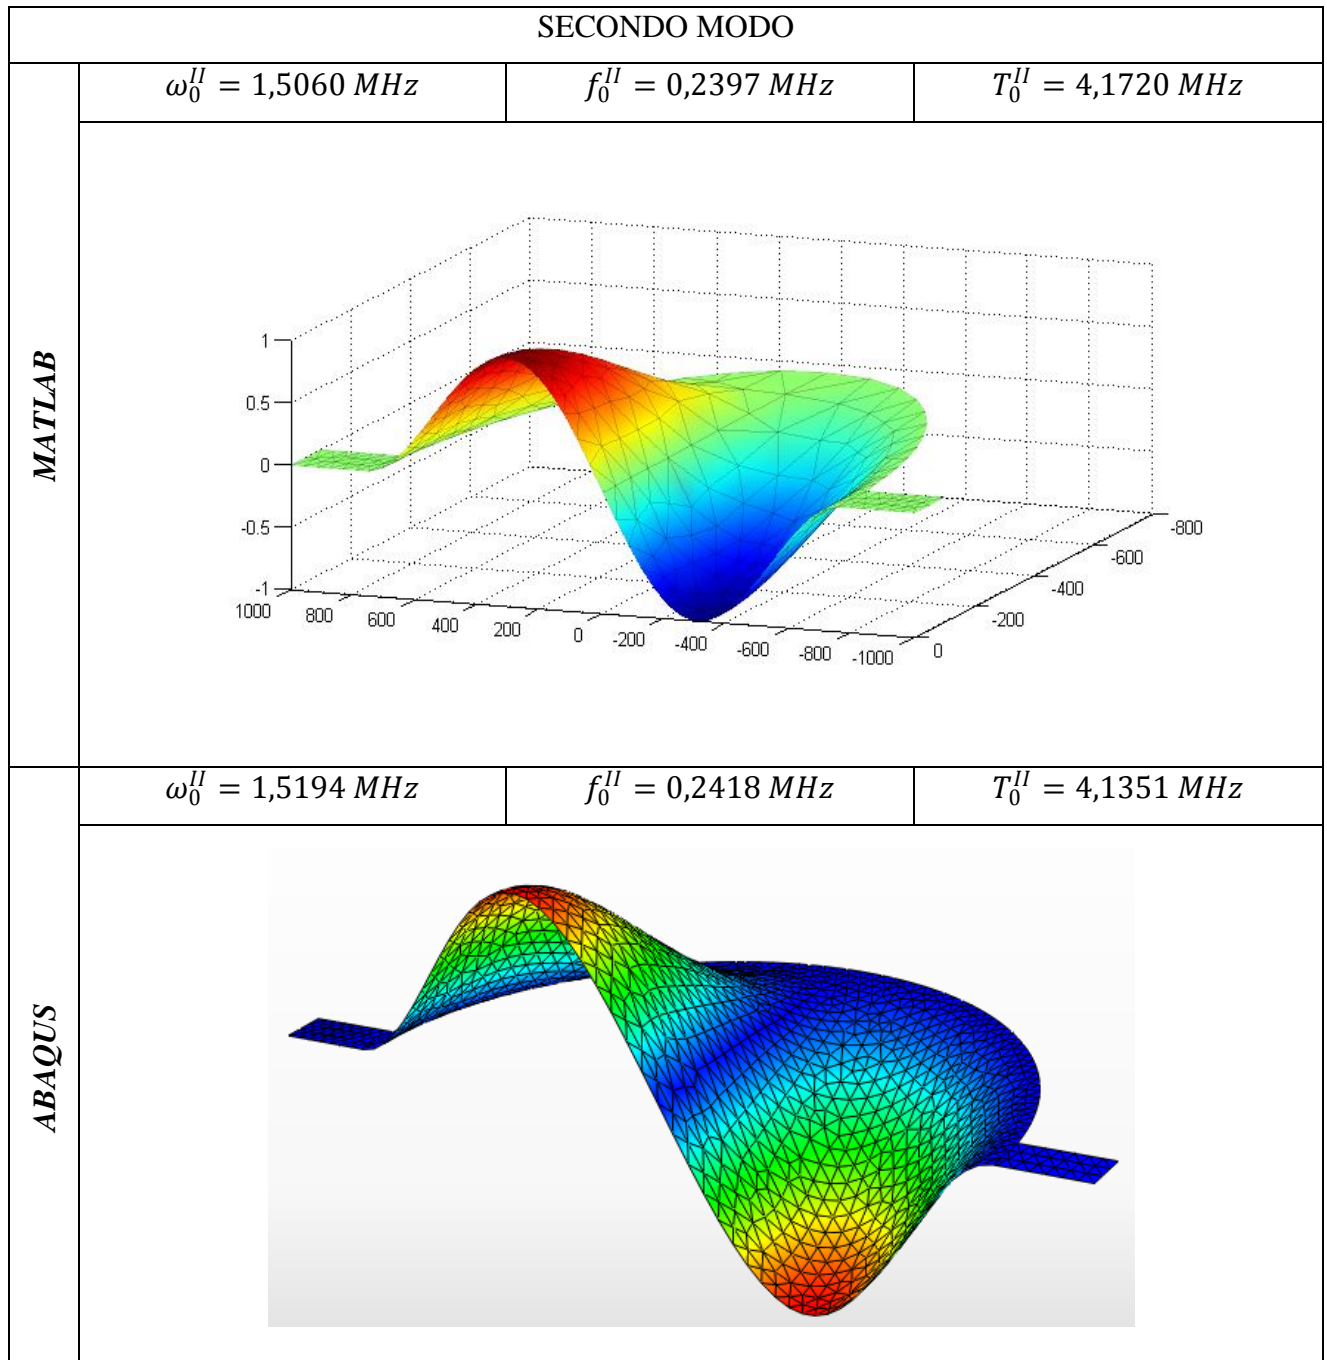 SECONDO MODO
ω₀ᴵᴵ = 1,5060 MHz
f₀ᴵᴵ = 0,2397 MHz
T₀ᴵᴵ = 4,1720 MHz
MATLAB
1
0.5
0
-0.5
-1
1000
800
600
400
200
0
-200
-400
-600
-800
-1000
0
-200
-400
-600
-800
ω₀ᴵᴵ = 1,5194 MHz
f₀ᴵᴵ = 0,2418 MHz
T₀ᴵᴵ = 4,1351 MHz
ABAQUS